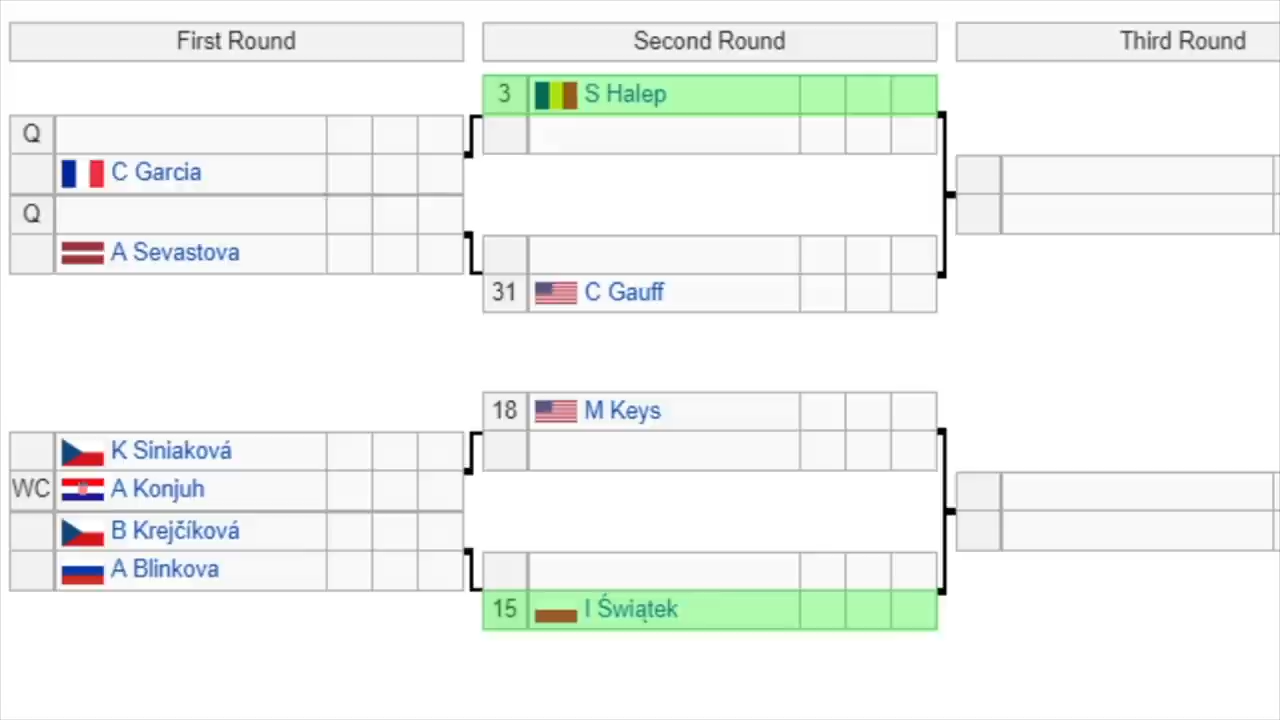 First Round
Second Round
Third Round
3 S Halep
Q
C Garcia
Q
A Sevastova
31 C Gauff
18 M Keys
K Siniaková
WC A Konjuh
B Krejčíková
A Blinkova
15 I Świątek